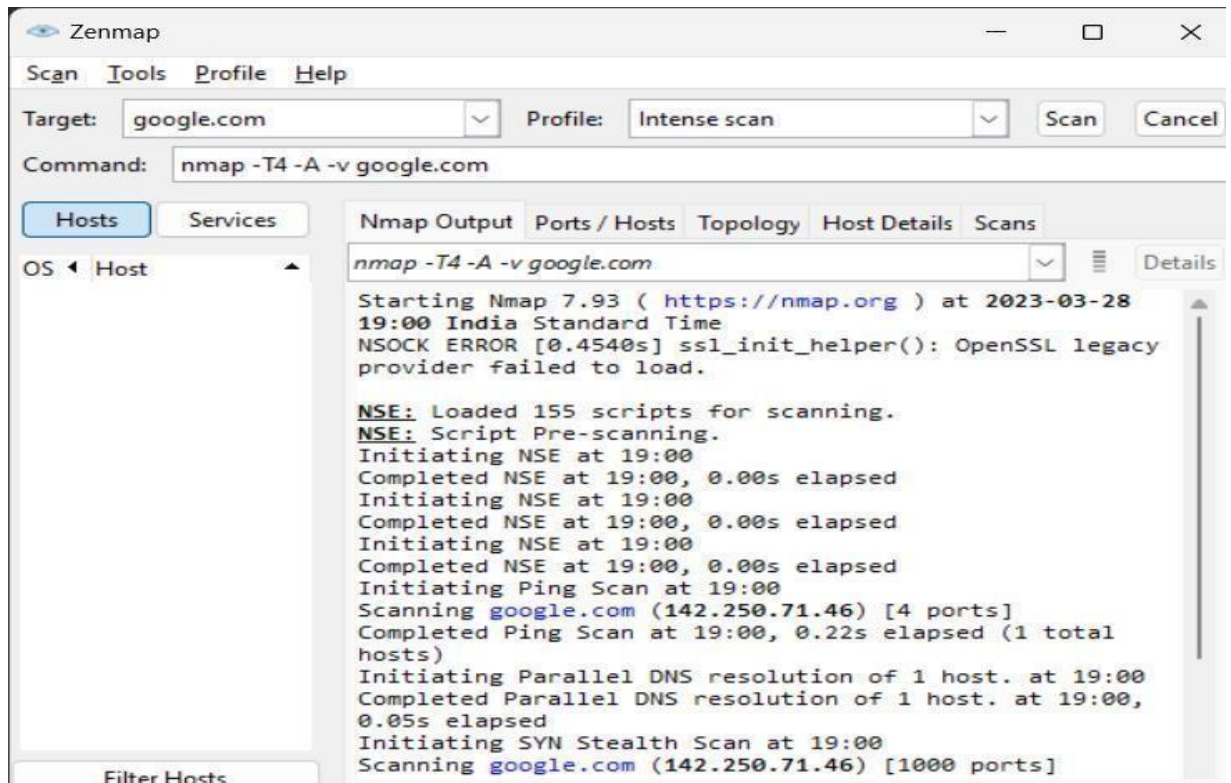 Zenmap
Scan Tools Profile Help
Target: google.com Profile: Intense scan Scan Cancel
Command: nmap -T4 -A -v google.com
Hosts Services
OS Host
Nmap Output Ports / Hosts Topology Host Details Scans
nmap -T4 -A -v google.com Details
Starting Nmap 7.93 ( https://nmap.org ) at 2023-03-28
19:00 India Standard Time
NSOCK ERROR [0.4540s] ssl_init_helper(): OpenSSL legacy
provider failed to load.
NSE: Loaded 155 scripts for scanning.
NSE: Script Pre-scanning.
Initiating NSE at 19:00
Completed NSE at 19:00, 0.00s elapsed
Initiating NSE at 19:00
Completed NSE at 19:00, 0.00s elapsed
Initiating NSE at 19:00
Completed NSE at 19:00, 0.00s elapsed
Initiating Ping Scan at 19:00
Scanning google.com (142.250.71.46) [4 ports]
Completed Ping Scan at 19:00, 0.22s elapsed (1 total
hosts)
Initiating Parallel DNS resolution of 1 host. at 19:00
Completed Parallel DNS resolution of 1 host. at 19:00,
0.05s elapsed
Initiating SYN Stealth Scan at 19:00
Scanning google.com (142.250.71.46) [1000 ports]
Filter Hosts